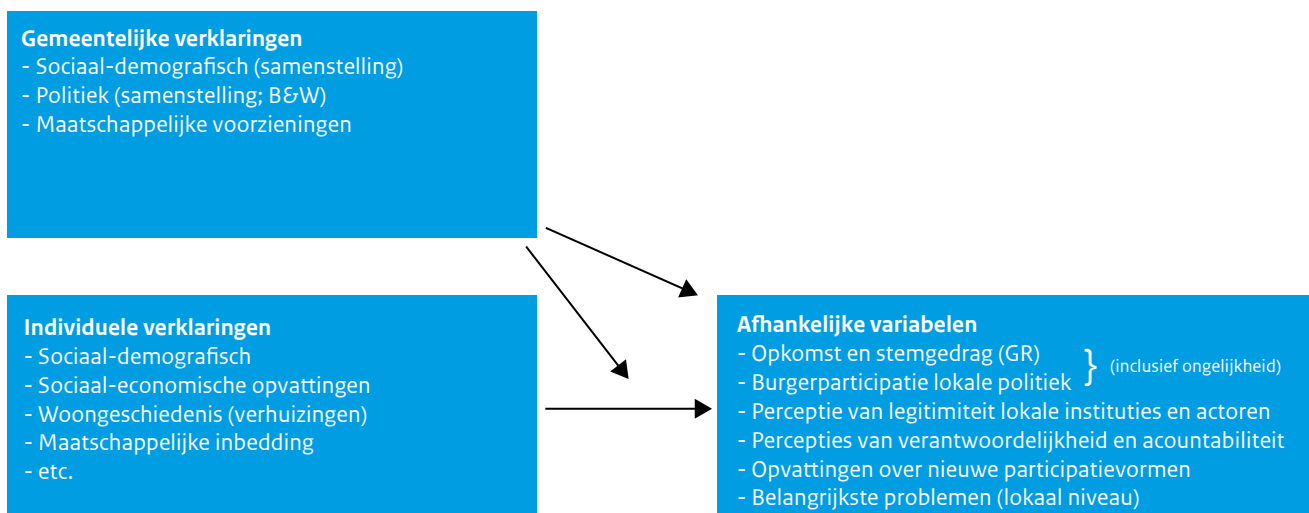 Gemeentelijke verklaringen
- Sociaal-demografisch (samenstelling)
- Politiek (samenstelling; B&W)
- Maatschappelijke voorzieningen
Individuele verklaringen
- Sociaal-demografisch
- Sociaal-economische opvattingen
- Woongeschiedenis (verhuizingen)
- Maatschappelijke inbedding
- etc.
Afhankelijke variabelen
- Opkomst en stemgedrag (GR)
- Burgerparticipatie lokale politiek } (inclusief ongelijkheid)
- Perceptie van legitimiteit lokale instituties en actoren
- Percepties van verantwoordelijkheid en acountabiliteit
- Opvattingen over nieuwe participatievormen
- Belangrijkste problemen (lokaal niveau)